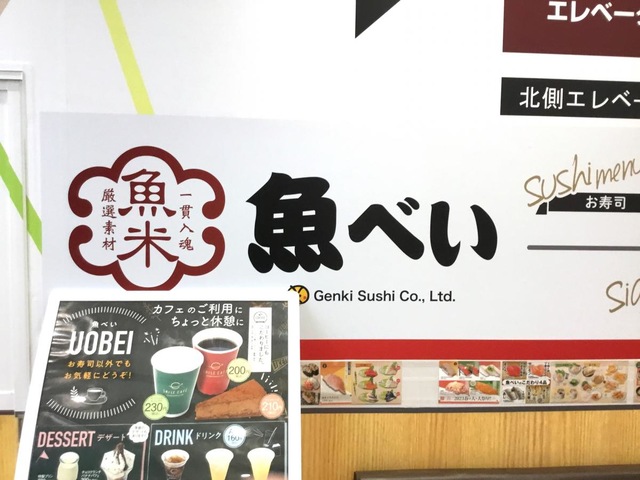 エレベー
北側エレベー
魚米
一貫入魂
厳選素材
魚べい
Genki Sushi Co., Ltd.
sushi menu
お寿司
魚べい
UOBEI
お寿司以外でも
お気軽にどうぞ!
カフェのご利用に
ちょっと休憩に
SMILE CAFE
230
200
210
DESSERT デザート
DRINK ドリンク